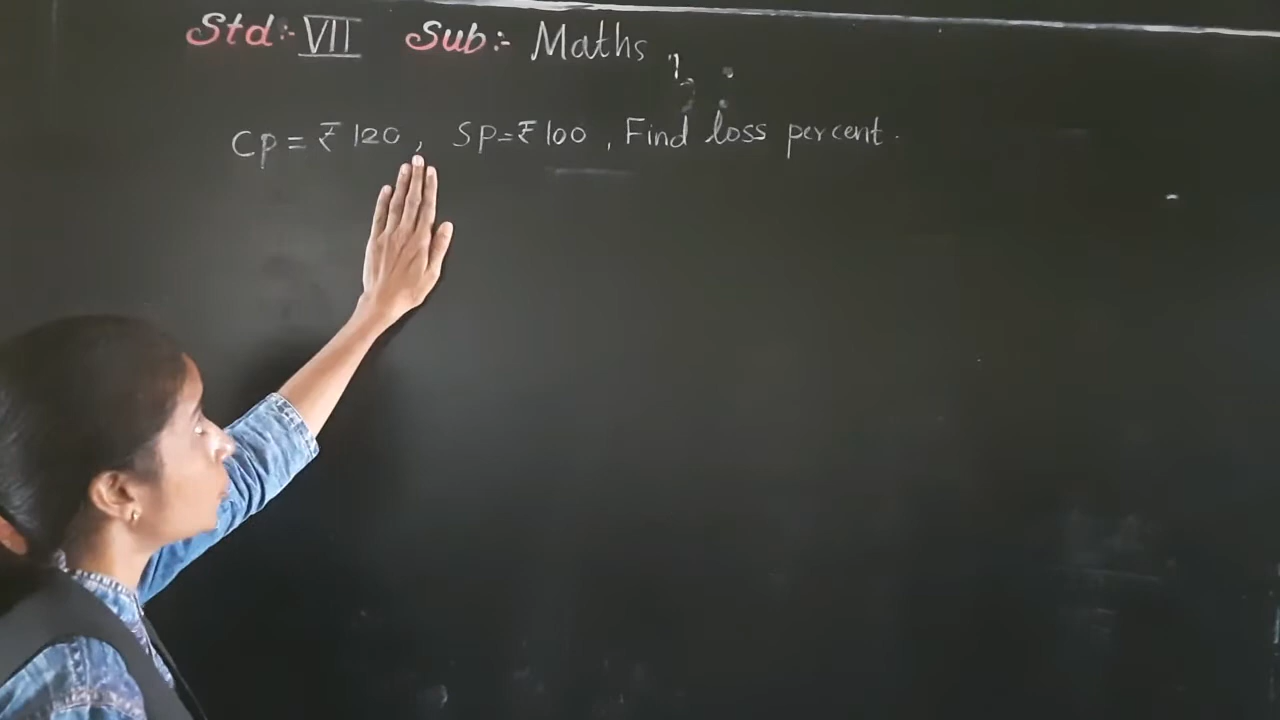 Std:- VII Sub:- Maths
CP = ₹ 120, SP = ₹ 100, Find loss percent.